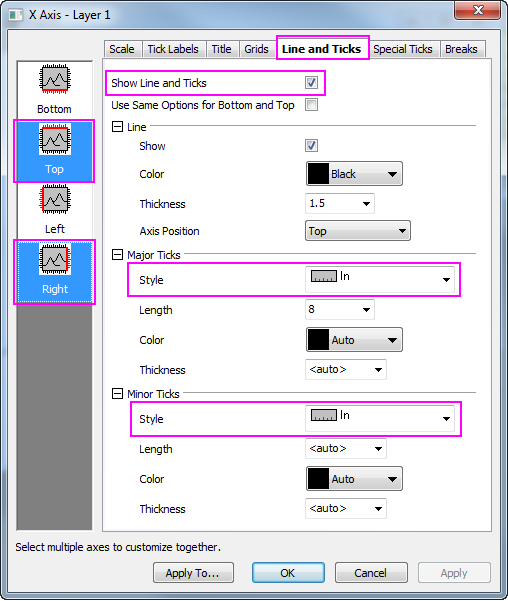 X Axis - Layer 1
Scale Tick Labels Title Grids Line and Ticks Special Ticks Breaks
Bottom
Top
Left
Right
Show Line and Ticks
Use Same Options for Bottom and Top
Line
Show
Color Black
Thickness 1.5
Axis Position Top
Major Ticks
Style In
Length 8
Color Auto
Thickness <auto>
Minor Ticks
Style In
Length <auto>
Color Auto
Thickness <auto>
Select multiple axes to customize together.
Apply To... OK Cancel Apply